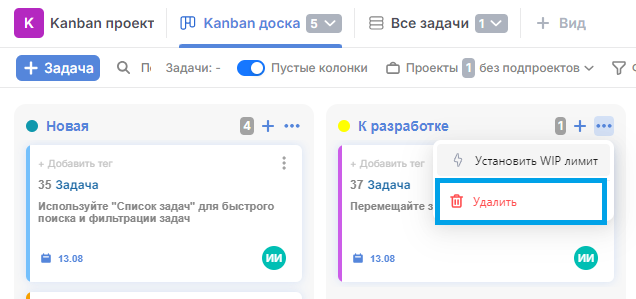 K Kanban проект Kanban доска 5 Все задачи 1 + Вид
+ Задача Задачи: - Пустые колонки Проекты 1 без подпроектов
Новая 4 + ...
К разработке 1 + ...
+ Добавить тег
35 Задача
Используйте "Список задач" для быстрого
поиска и фильтрации задач
13.08 ИИ
+ Добавить тег
37 Задача
Перемещайте з
13.08 ИИ
Установить WIP лимит
Удалить